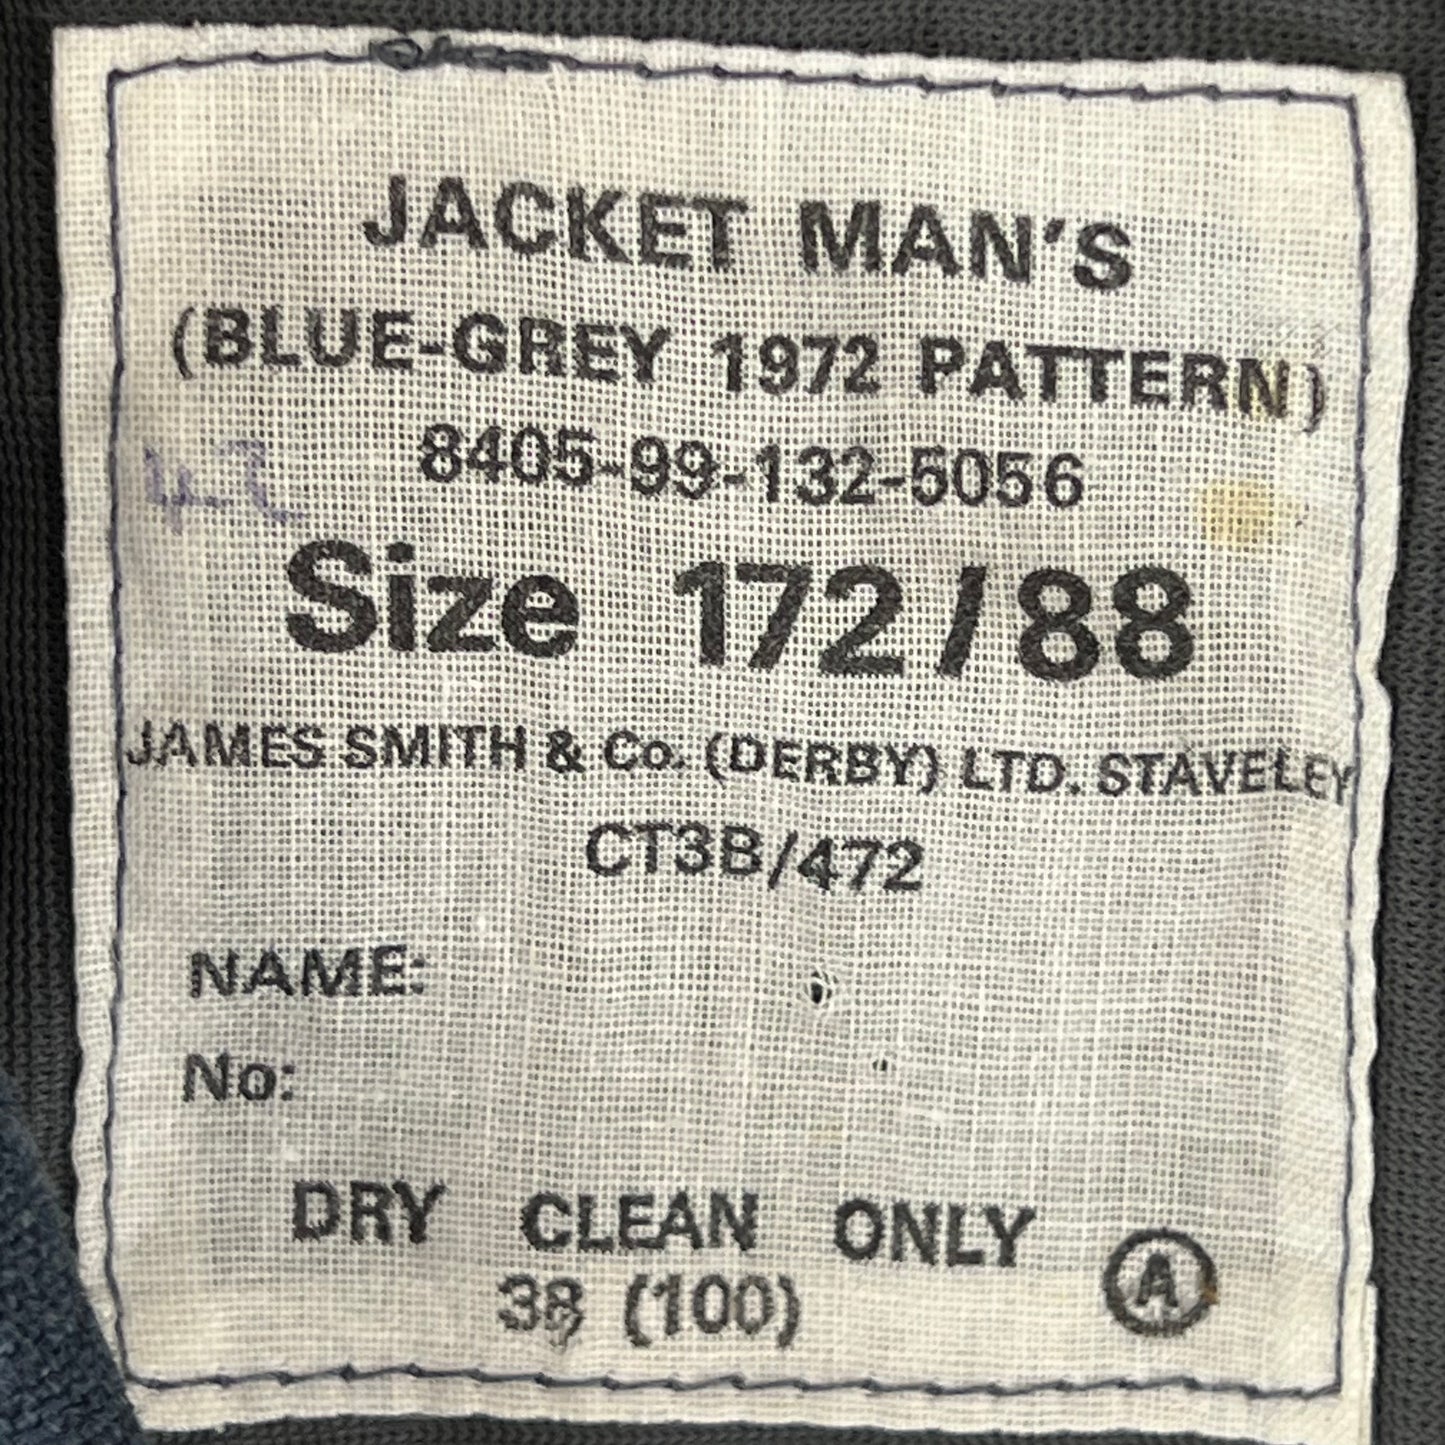 JACKET MAN'S
(BLUE-GREY 1972 PATTERN)
8405-99-132-5056
Size 172/88
JAMES SMITH & Co. (DERBY) LTD. STAVELEY
CT3B/472
NAME:
No:
DRY CLEAN ONLY Ⓐ
38 (100)